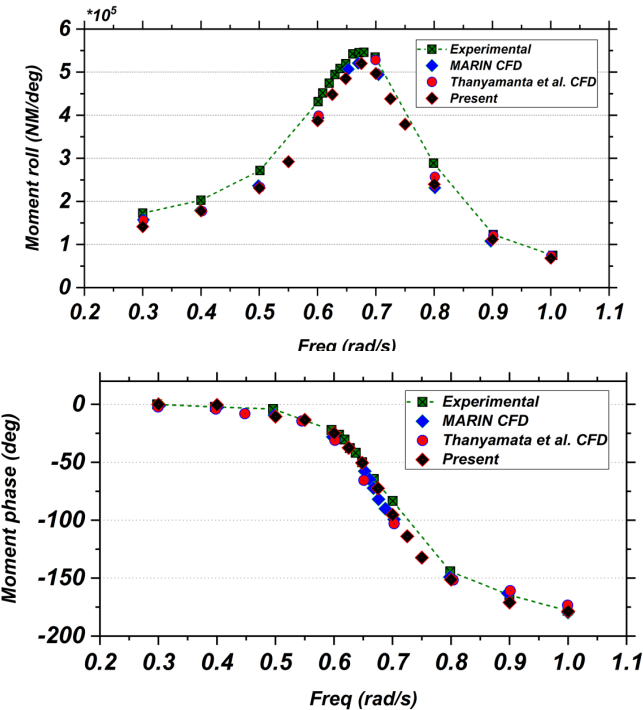 *10⁵
6
5
4
3
2
1
0
Moment roll (NM/deg)
Experimental
MARIN CFD
Thanyamanta et al. CFD
Present
0.2 0.3 0.4 0.5 0.6 0.7 0.8 0.9 1.0 1.1
Freq (rad/s)
0
-50
-100
-150
-200
Moment phase (deg)
Experimental
MARIN CFD
Thanyamata et al. CFD
Present
0.2 0.3 0.4 0.5 0.6 0.7 0.8 0.9 1.0 1.1
Freq (rad/s)